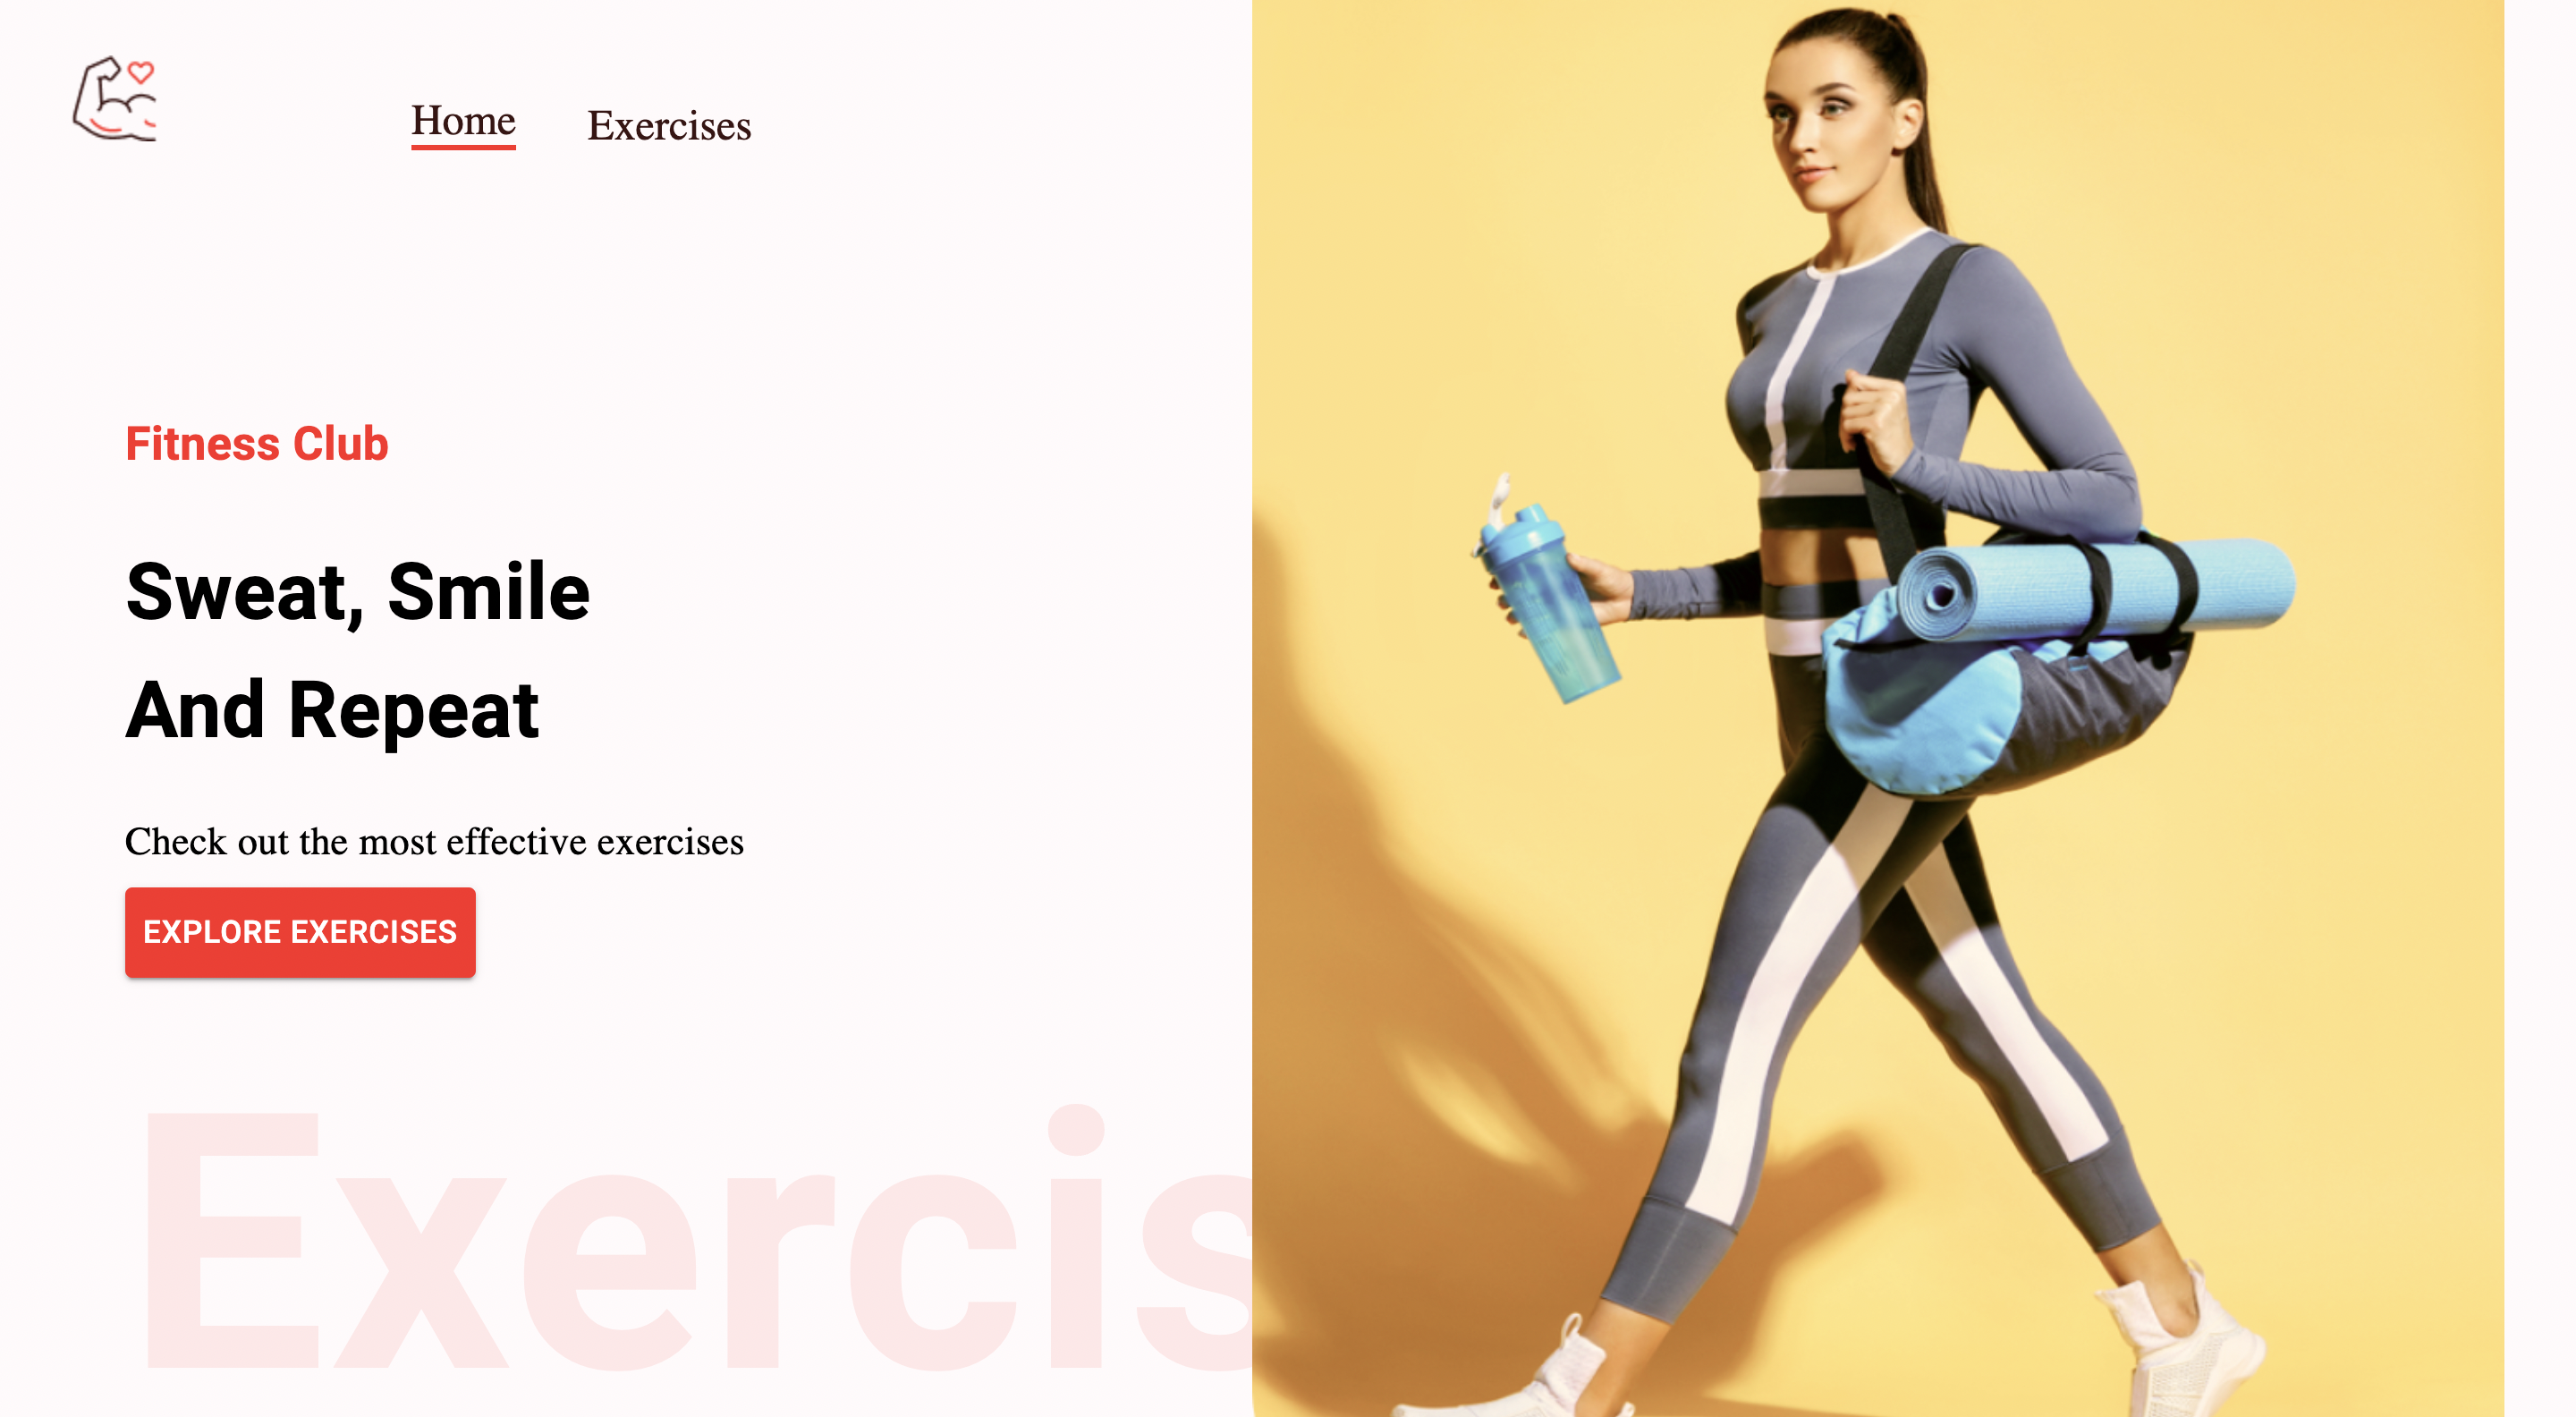 Home
Exercises
Fitness Club
Sweat, Smile
And Repeat
Check out the most effective exercises
EXPLORE EXERCISES
Exercis